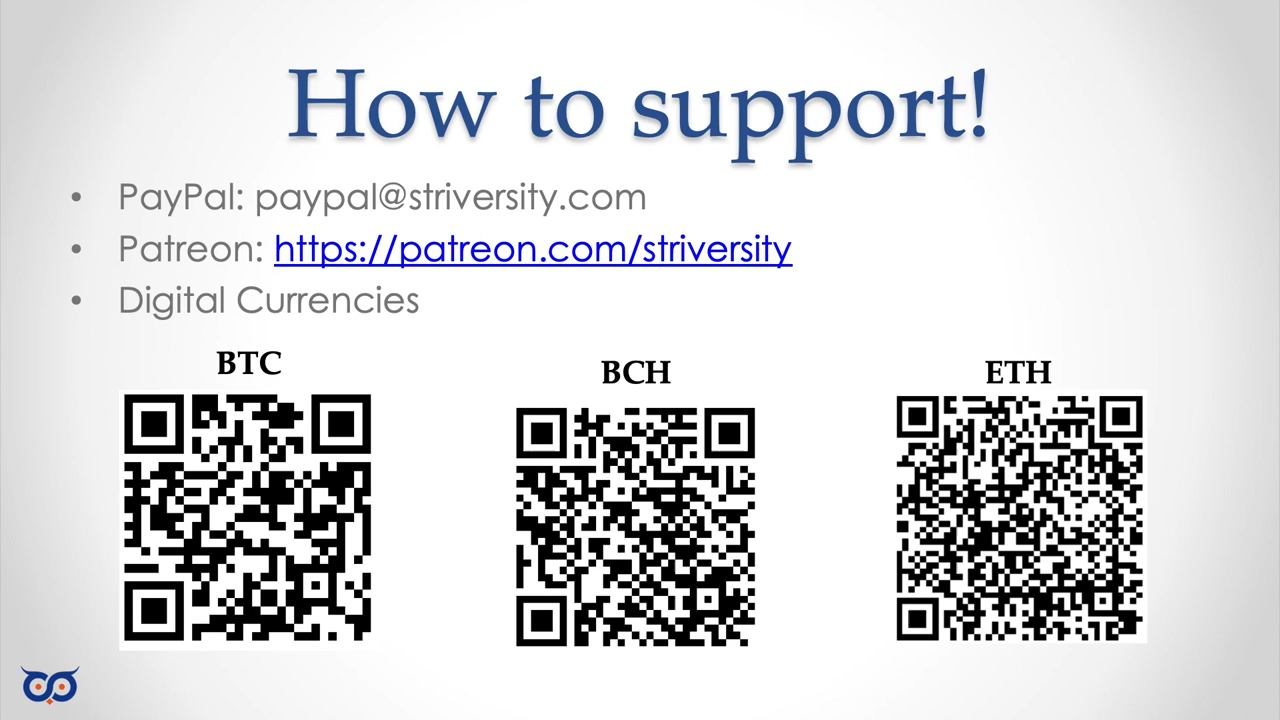 How to support!
• PayPal: paypal@striversity.com
• Patreon: https://patreon.com/striversity
• Digital Currencies
BTC
BCH
ETH